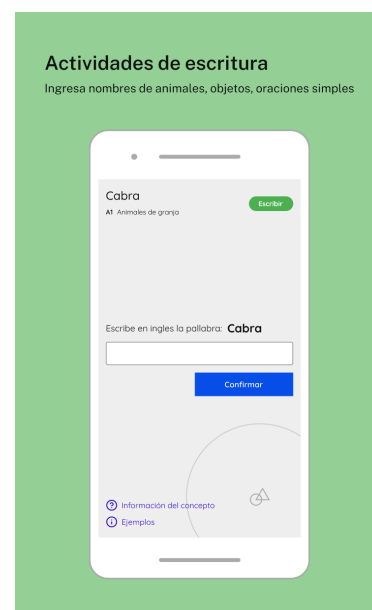 Actividades de escritura
Ingresa nombres de animales, objetos, oraciones simples
Cabra
A1 Animales de granja
Escribir
Escribe en ingles la pallabra: Cabra
Confirmar
Información del concepto
Ejemplos